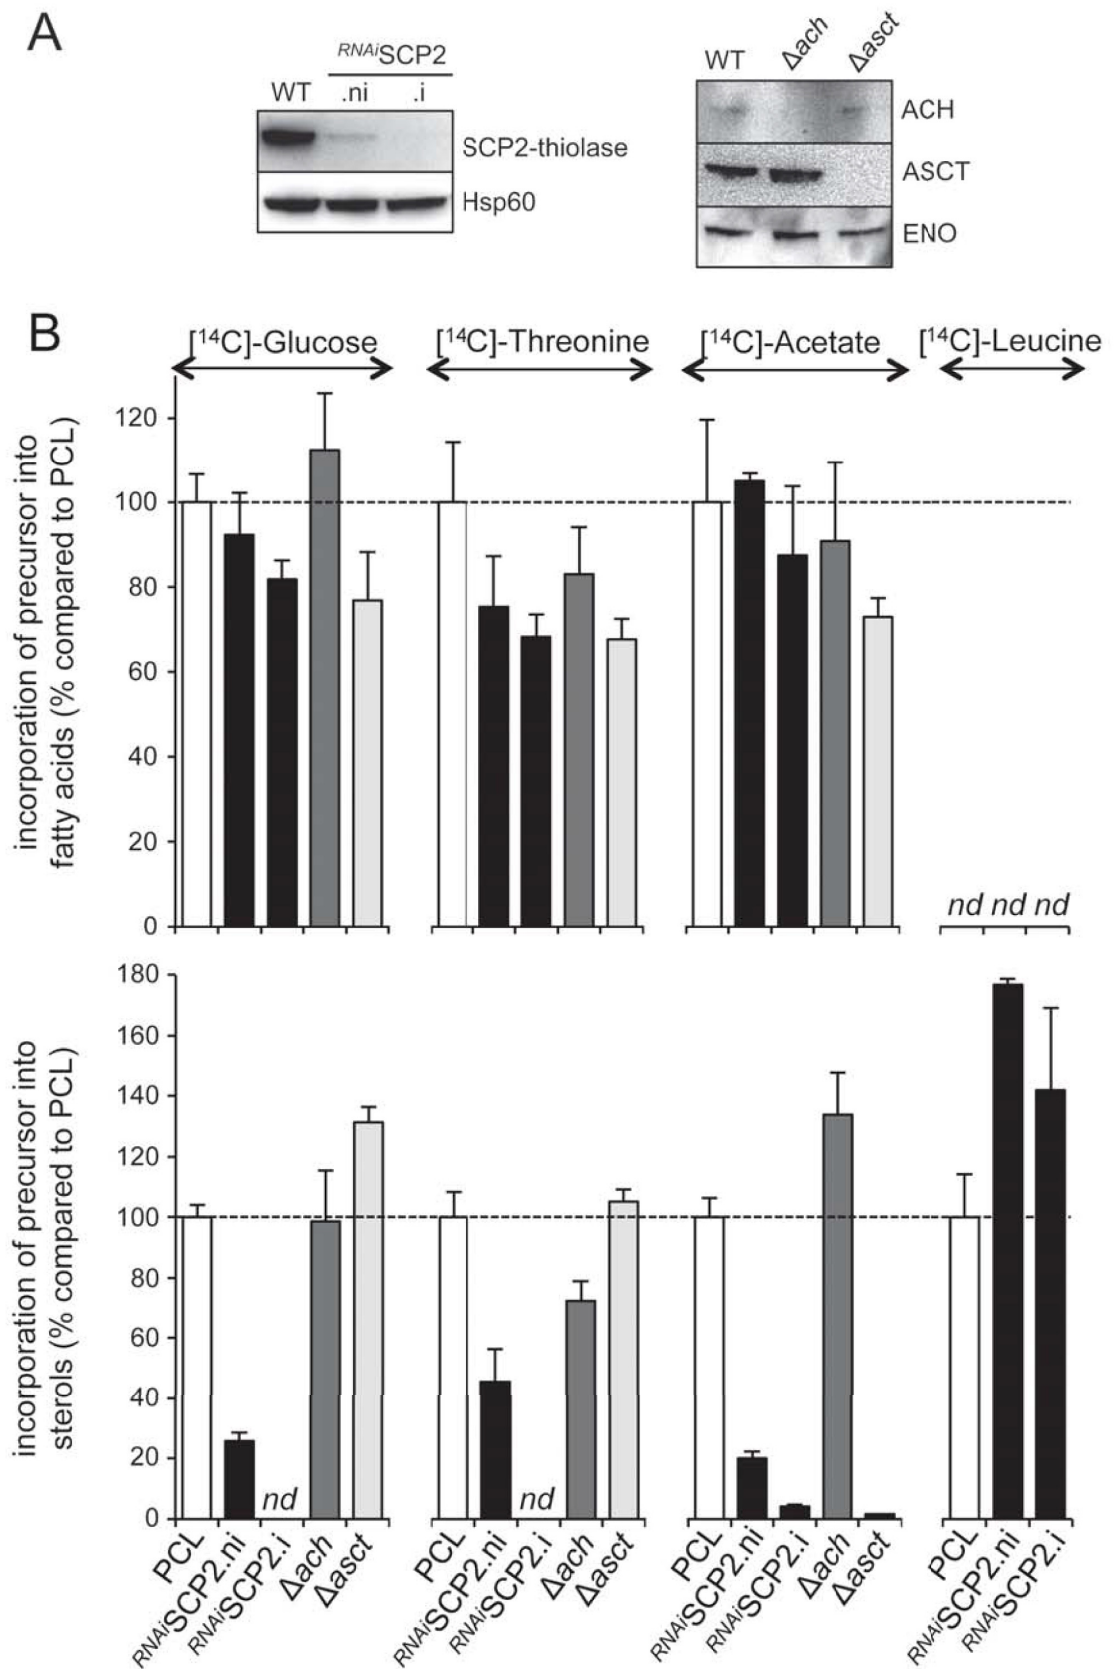 A
RNAiSCP2
WT .ni .i
SCP2-thiolase
Hsp60
WT Δach Δasct
ACH
ASCT
ENO
B
[14C]-Glucose [14C]-Threonine [14C]-Acetate [14C]-Leucine
incorporation of precursor into
fatty acids (% compared to PCL)
120
100
80
60
40
20
0
nd nd nd
incorporation of precursor into
sterols (% compared to PCL)
180
160
140
120
100
80
60
40
20
0
nd nd
PCL RNAiSCP2.ni RNAiSCP2.i Δach Δasct PCL RNAiSCP2.ni RNAiSCP2.i Δach Δasct PCL RNAiSCP2.ni RNAiSCP2.i Δach Δasct PCL RNAiSCP2.ni RNAiSCP2.i